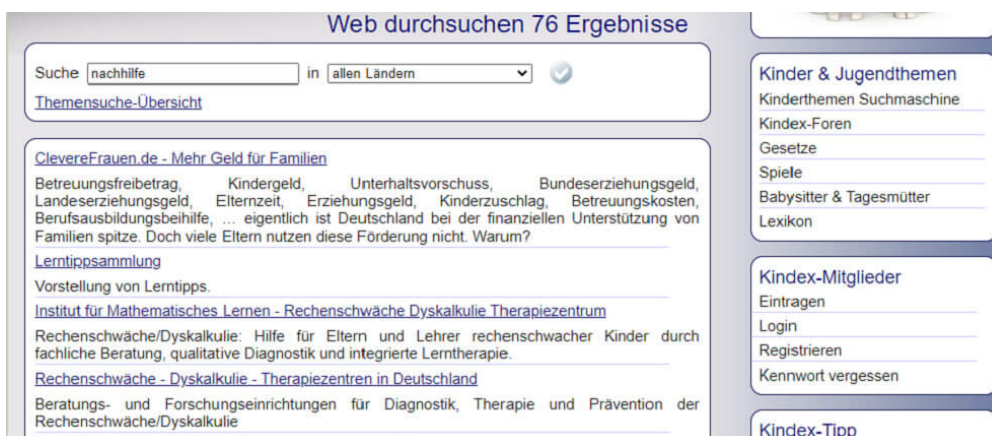 Web durchsuchen 76 Ergebnisse
Suche nachhilfe in allen Ländern
Themensuche-Übersicht
ClevereFrauen.de - Mehr Geld für Familien
Betreuungsfreibetrag, Kindergeld, Unterhaltsvorschuss, Bundeserziehungsgeld,
Landeserziehungsgeld, Elternzeit, Erziehungsgeld, Kinderzuschlag, Betreuungskosten,
Berufsausbildungsbeihilfe, ... eigentlich ist Deutschland bei der finanziellen Unterstützung von
Familien spitze. Doch viele Eltern nutzen diese Förderung nicht. Warum?
Lerntippsammlung
Vorstellung von Lerntipps.
Institut für Mathematisches Lernen - Rechenschwäche Dyskalkulie Therapiezentrum
Rechenschwäche/Dyskalkulie: Hilfe für Eltern und Lehrer rechenschwacher Kinder durch
fachliche Beratung, qualitative Diagnostik und integrierte Lerntherapie.
Rechenschwäche - Dyskalkulie - Therapiezentren in Deutschland
Beratungs- und Forschungseinrichtungen für Diagnostik, Therapie und Prävention der
Rechenschwäche/Dyskalkulie
Kinder & Jugendthemen
Kinderthemen Suchmaschine
Kindex-Foren
Gesetze
Spiele
Babysitter & Tagesmütter
Lexikon
Kindex-Mitglieder
Eintragen
Login
Registrieren
Kennwort vergessen
Kindex-Tipp